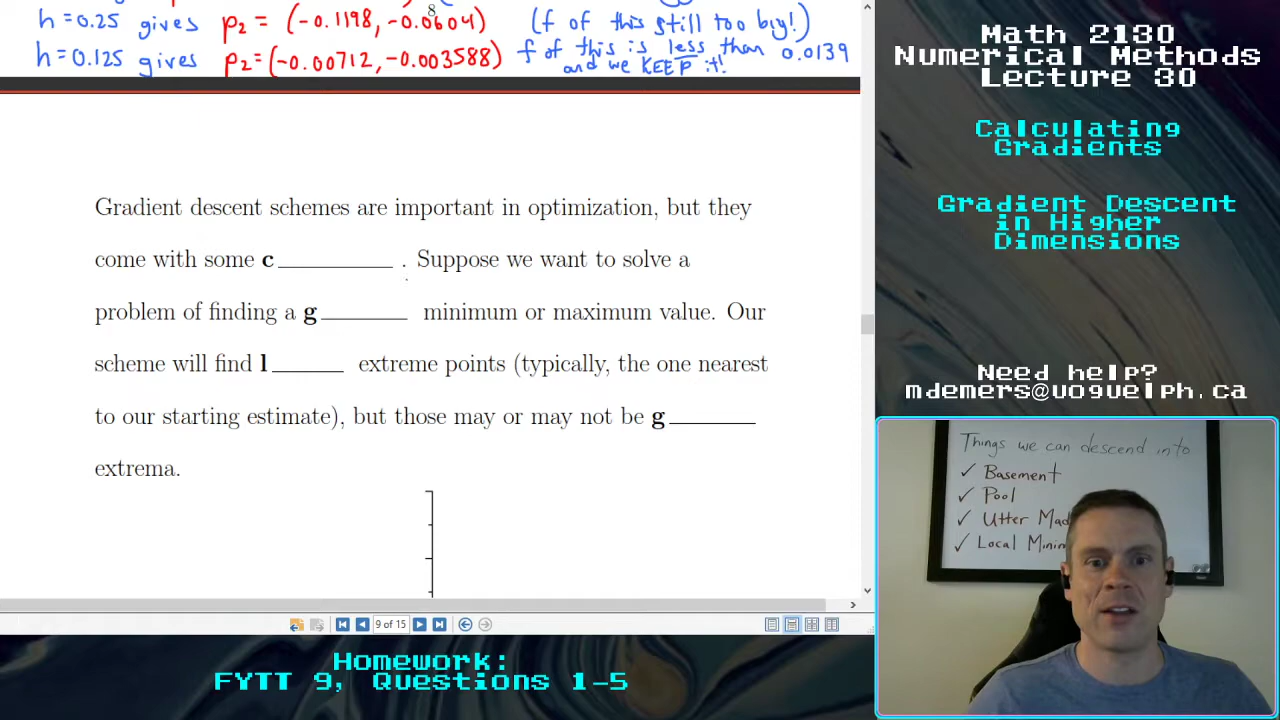 8
h = 0.25 gives p₂ = (-0.1198, -0.0604) (f of this still too big!)
h = 0.125 gives p₂ = (-0.00712, -0.003588) f of this is less than 0.0139
and we KEEP it!
Gradient descent schemes are important in optimization, but they
come with some c__________ . Suppose we want to solve a
problem of finding a g________ minimum or maximum value. Our
scheme will find l______ extreme points (typically, the one nearest
to our starting estimate), but those may or may not be g________
extrema.
9 of 15
Math 2130
Numerical Methods
Lecture 30
Calculating
Gradients
Gradient Descent
in Higher
Dimensions
Need help?
mdemers@uoguelph.ca
Things we can descend into
✓ Basement
✓ Pool
✓ Utter Mad
✓ Local Minim
Homework:
FYTT 9, Questions 1-5